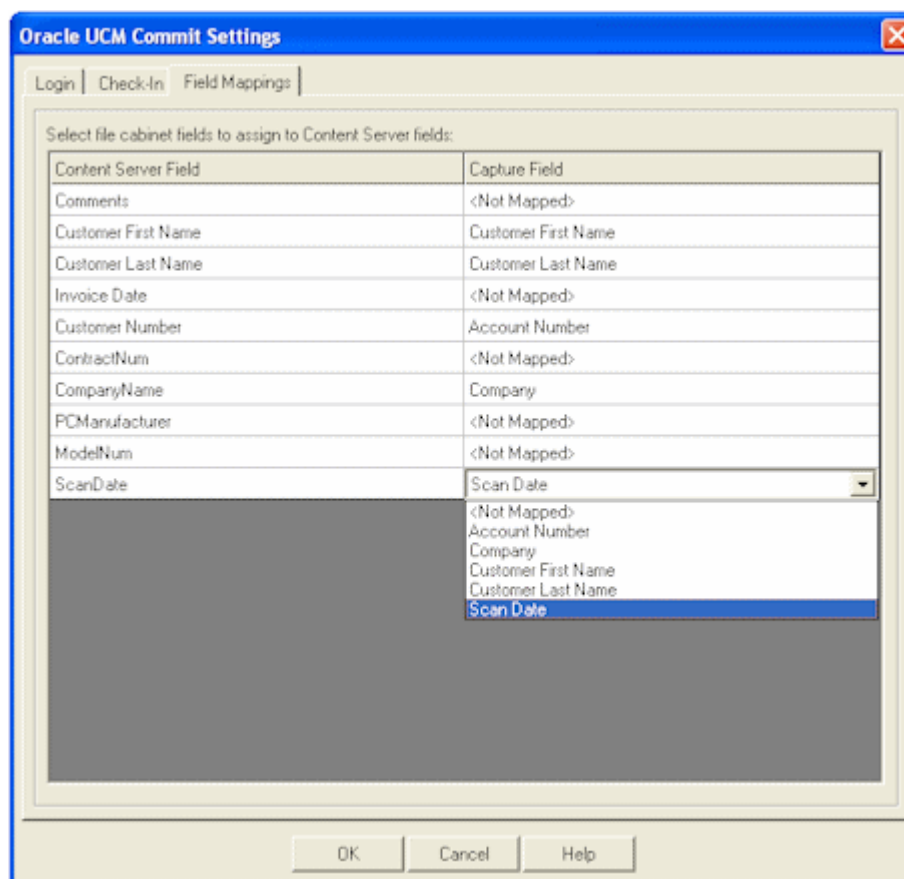 Oracle UCM Commit Settings
Login Check-In Field Mappings
Select file cabinet fields to assign to Content Server fields:
Content Server Field Capture Field
Comments <Not Mapped>
Customer First Name Customer First Name
Customer Last Name Customer Last Name
Invoice Date <Not Mapped>
Customer Number Account Number
ContractNum <Not Mapped>
CompanyName Company
PCManufacturer <Not Mapped>
ModelNum <Not Mapped>
ScanDate Scan Date
<Not Mapped>
Account Number
Company
Customer First Name
Customer Last Name
Scan Date
OK Cancel Help